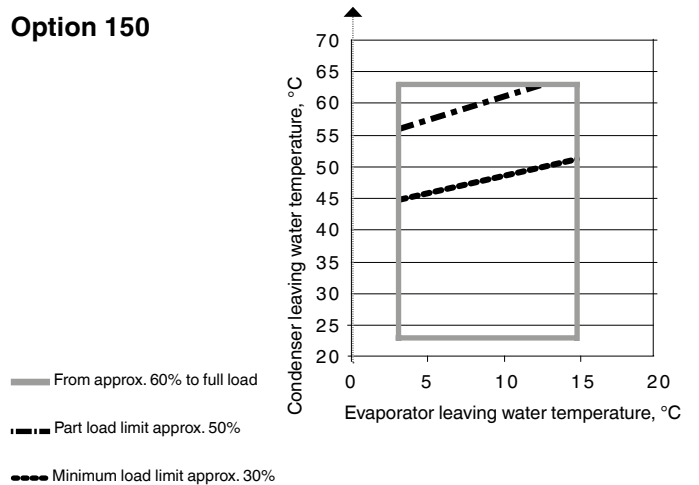 Option 150
Condenser leaving water temperature, °C
70
65
60
55
50
45
40
35
30
25
20
0 5 10 15 20
Evaporator leaving water temperature, °C
From approx. 60% to full load
Part load limit approx. 50%
Minimum load limit approx. 30%